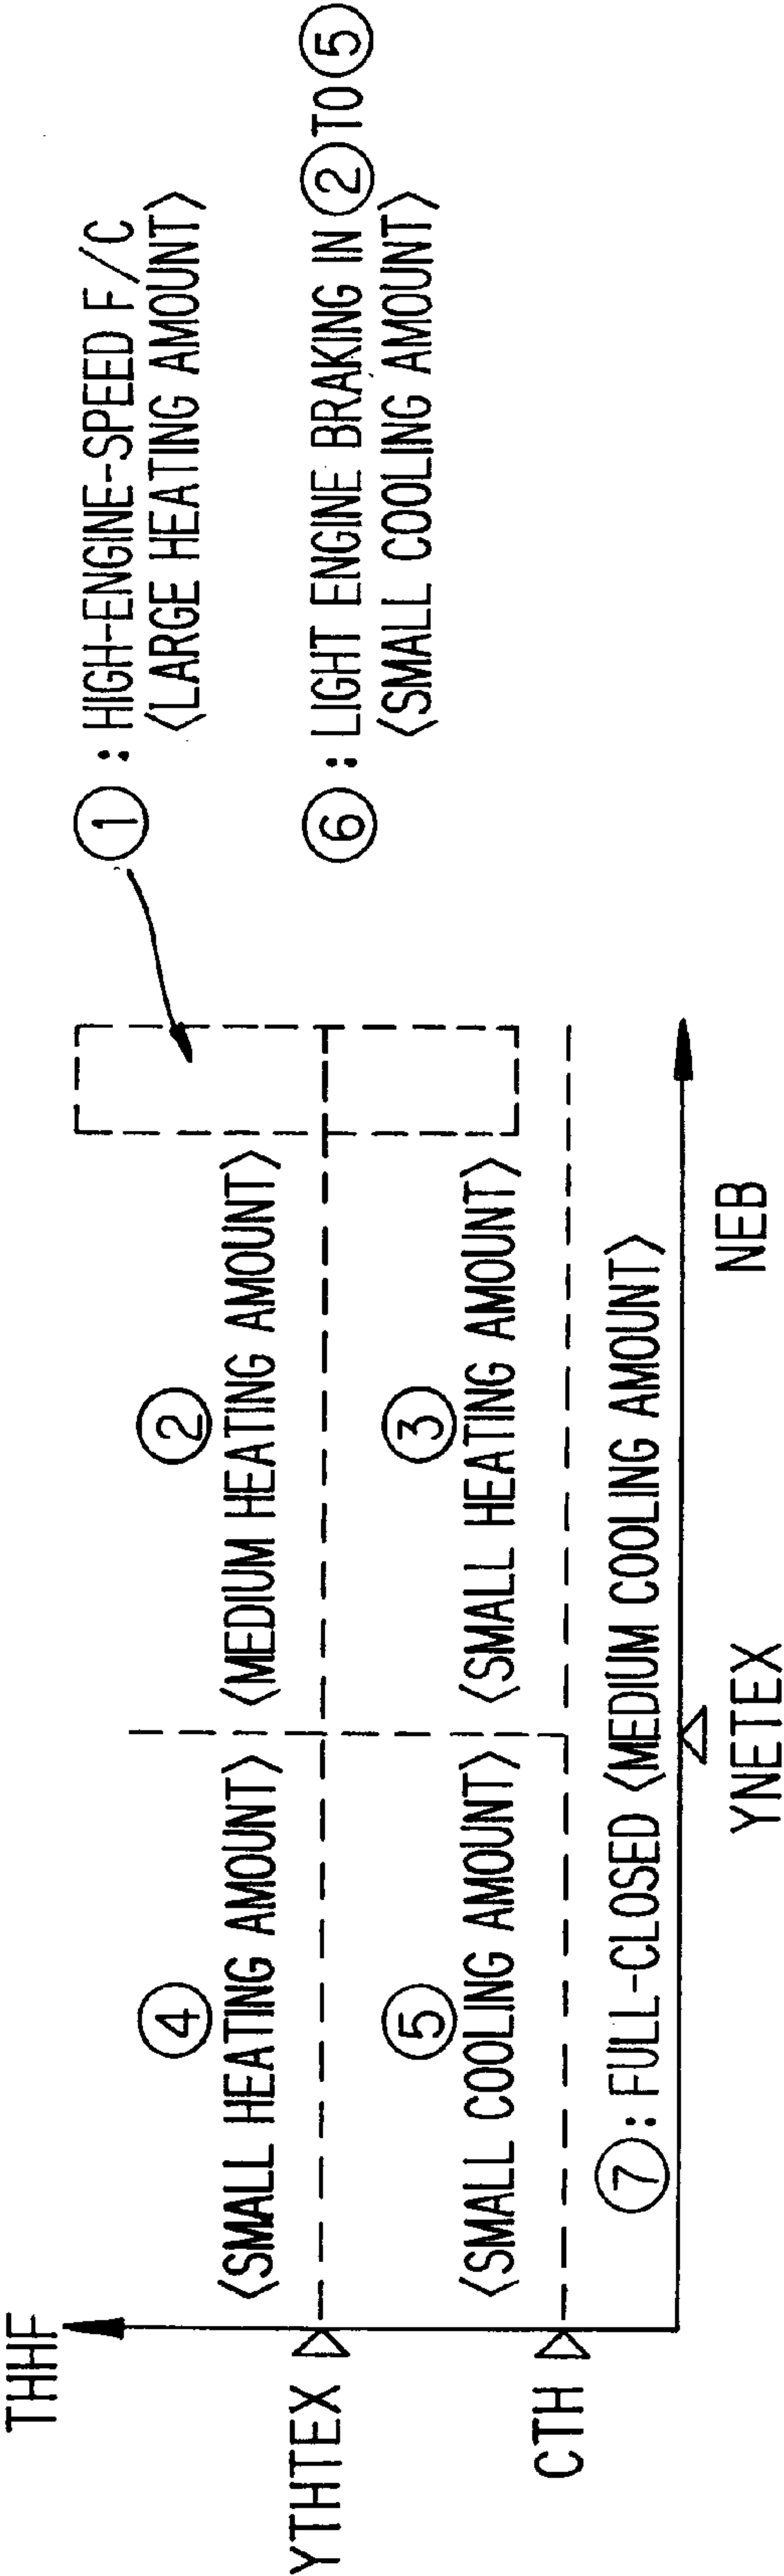 THHF
① : HIGH-ENGINE-SPEED F/C
〈LARGE HEATING AMOUNT〉
② 
〈MEDIUM HEATING AMOUNT〉
④
〈SMALL HEATING AMOUNT〉
YTHTEX
⑥ : LIGHT ENGINE BRAKING IN ② TO ⑤
〈SMALL COOLING AMOUNT〉
③
〈SMALL HEATING AMOUNT〉
⑤
〈SMALL COOLING AMOUNT〉
CTH
⑦ : FULL-CLOSED 〈MEDIUM COOLING AMOUNT〉
YNETEX
NEB